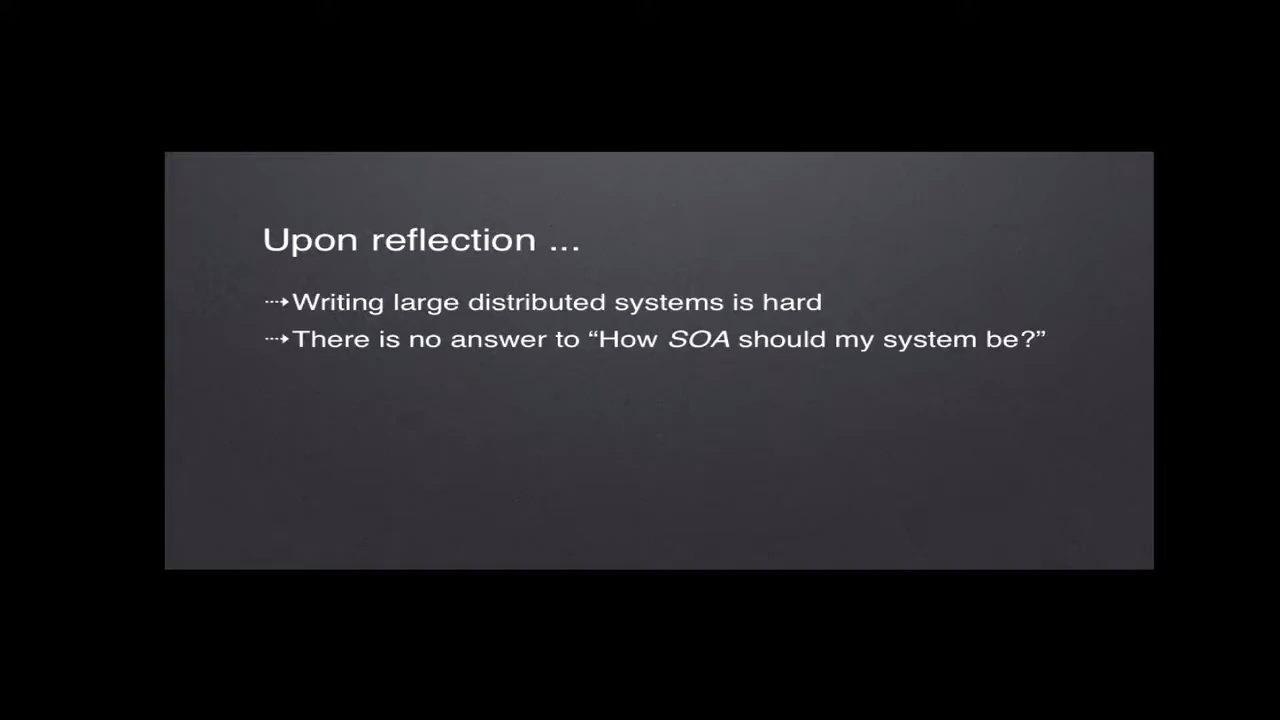 Upon reflection ...
⇢Writing large distributed systems is hard
⇢There is no answer to “How SOA should my system be?”